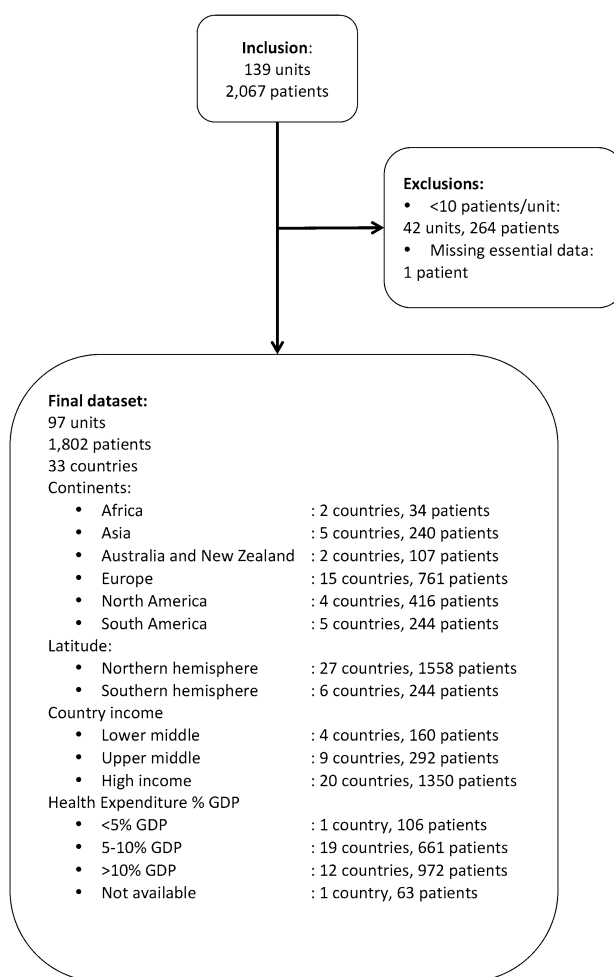 Inclusion:
139 units
2,067 patients
Exclusions:
• <10 patients/unit:
42 units, 264 patients
• Missing essential data:
1 patient
Final dataset:
97 units
1,802 patients
33 countries
Continents:
• Africa : 2 countries, 34 patients
• Asia : 5 countries, 240 patients
• Australia and New Zealand : 2 countries, 107 patients
• Europe : 15 countries, 761 patients
• North America : 4 countries, 416 patients
• South America : 5 countries, 244 patients
Latitude:
• Northern hemisphere : 27 countries, 1558 patients
• Southern hemisphere : 6 countries, 244 patients
Country income
• Lower middle : 4 countries, 160 patients
• Upper middle : 9 countries, 292 patients
• High income : 20 countries, 1350 patients
Health Expenditure % GDP
• <5% GDP : 1 country, 106 patients
• 5-10% GDP : 19 countries, 661 patients
• >10% GDP : 12 countries, 972 patients
• Not available : 1 country, 63 patients